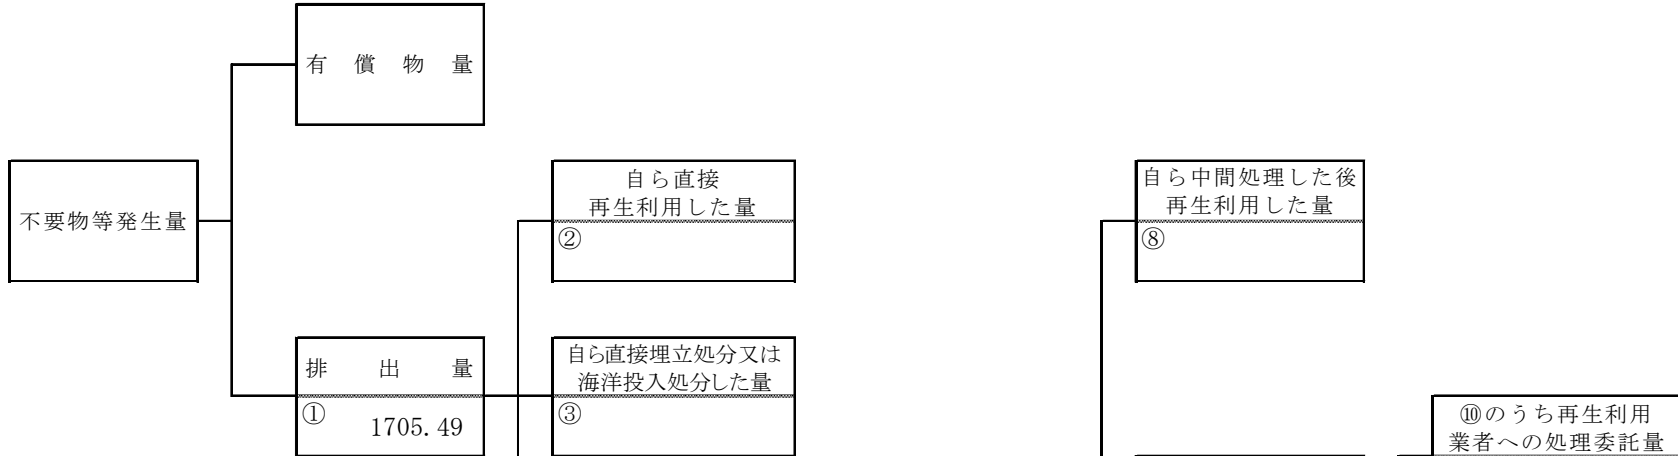 有償物量
不要物等発生量
自ら直接
再生利用した量
②
自ら中間処理した後
再生利用した量
⑧
排出量
① 1705.49
自ら直接埋立処分又は
海洋投入処分した量
③
⑩のうち再生利用
業者への処理委託量